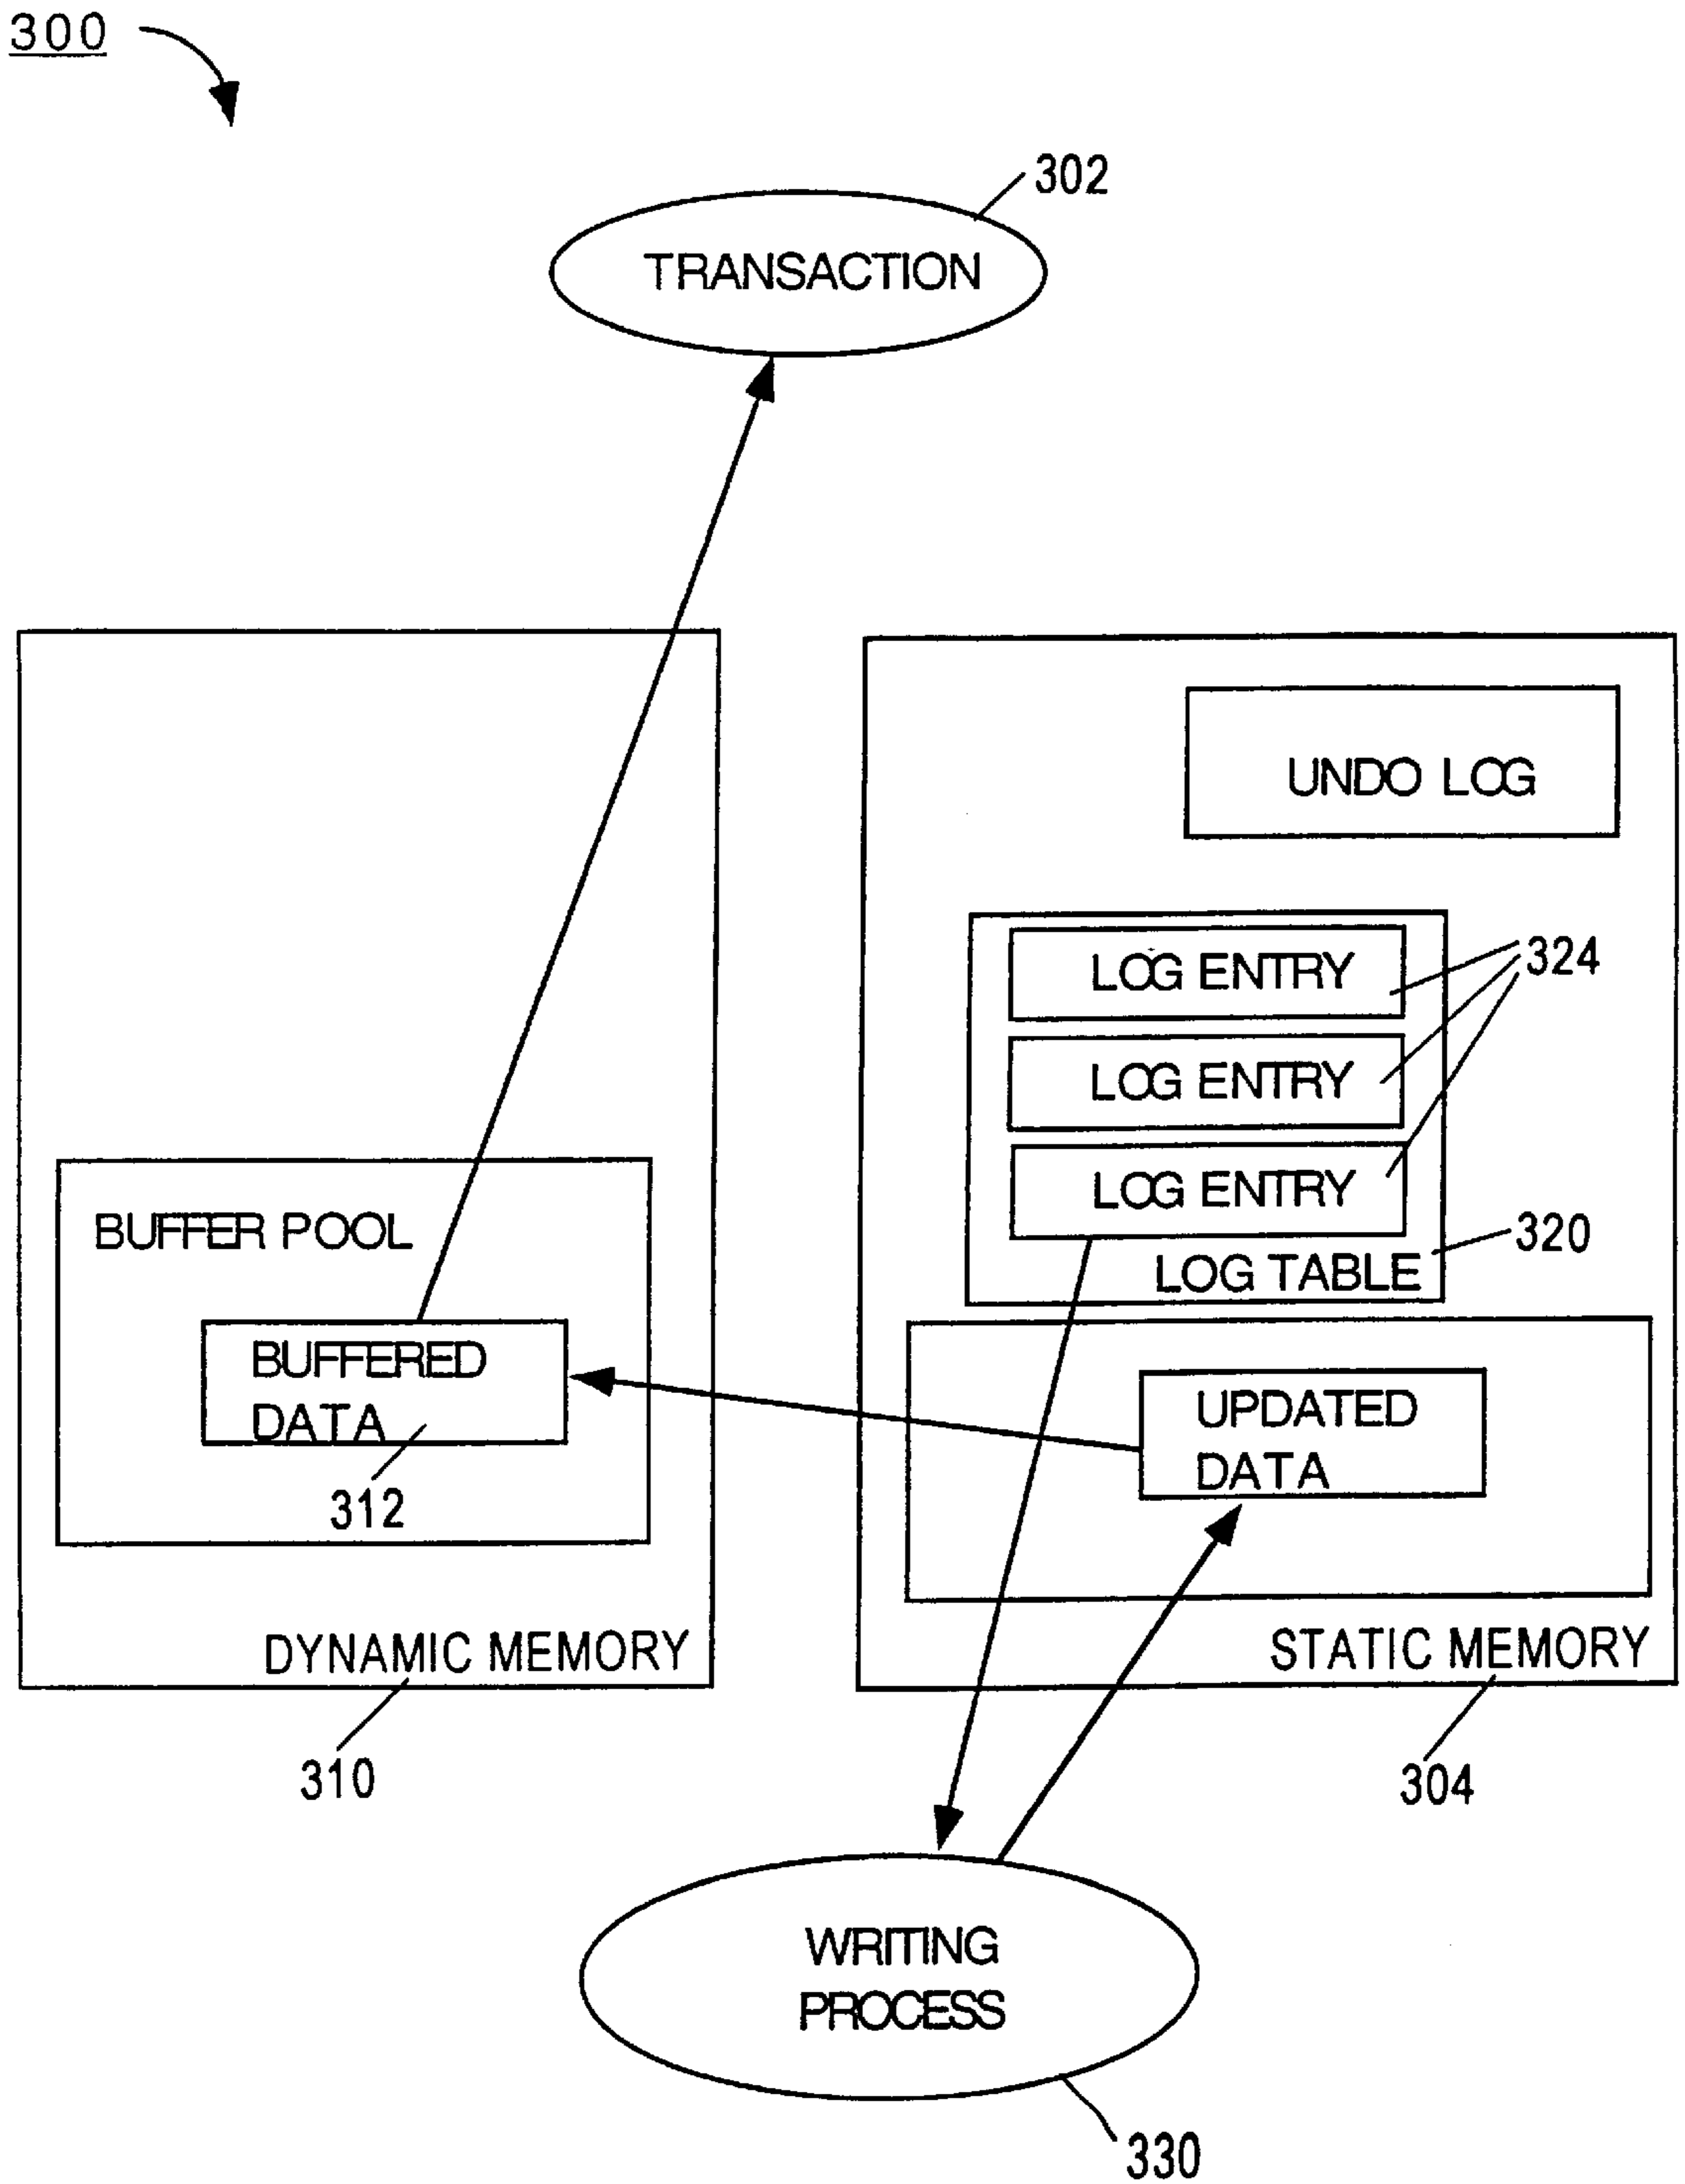 300
302
TRANSACTION
UNDO LOG
LOG ENTRY
324
LOG ENTRY
LOG ENTRY
BUFFER POOL
320
LOG TABLE
BUFFERED
DATA
312
UPDATED
DATA
DYNAMIC MEMORY
STATIC MEMORY
310
304
WRITING
PROCESS
330